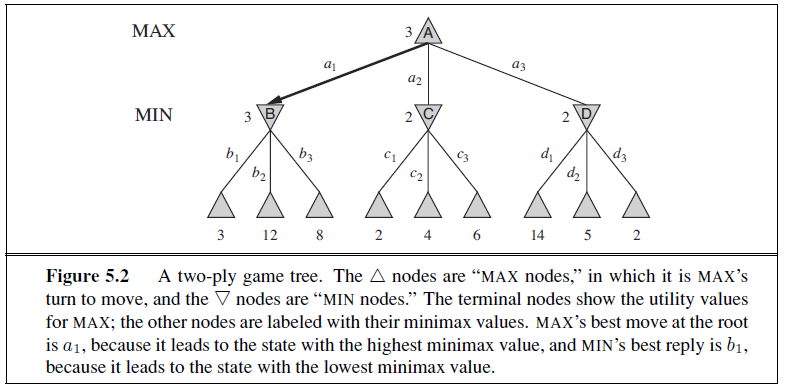 MAX
3 A
a1 a2 a3
MIN
3 B 2 C 2 D
b1 b2 b3 c1 c2 c3 d1 d2 d3
3 12 8 2 4 6 14 5 2
Figure 5.2 A two-ply game tree. The △ nodes are “MAX nodes,” in which it is MAX’s
turn to move, and the ▽ nodes are “MIN nodes.” The terminal nodes show the utility values
for MAX; the other nodes are labeled with their minimax values. MAX’s best move at the root
is a1, because it leads to the state with the highest minimax value, and MIN’s best reply is b1,
because it leads to the state with the lowest minimax value.